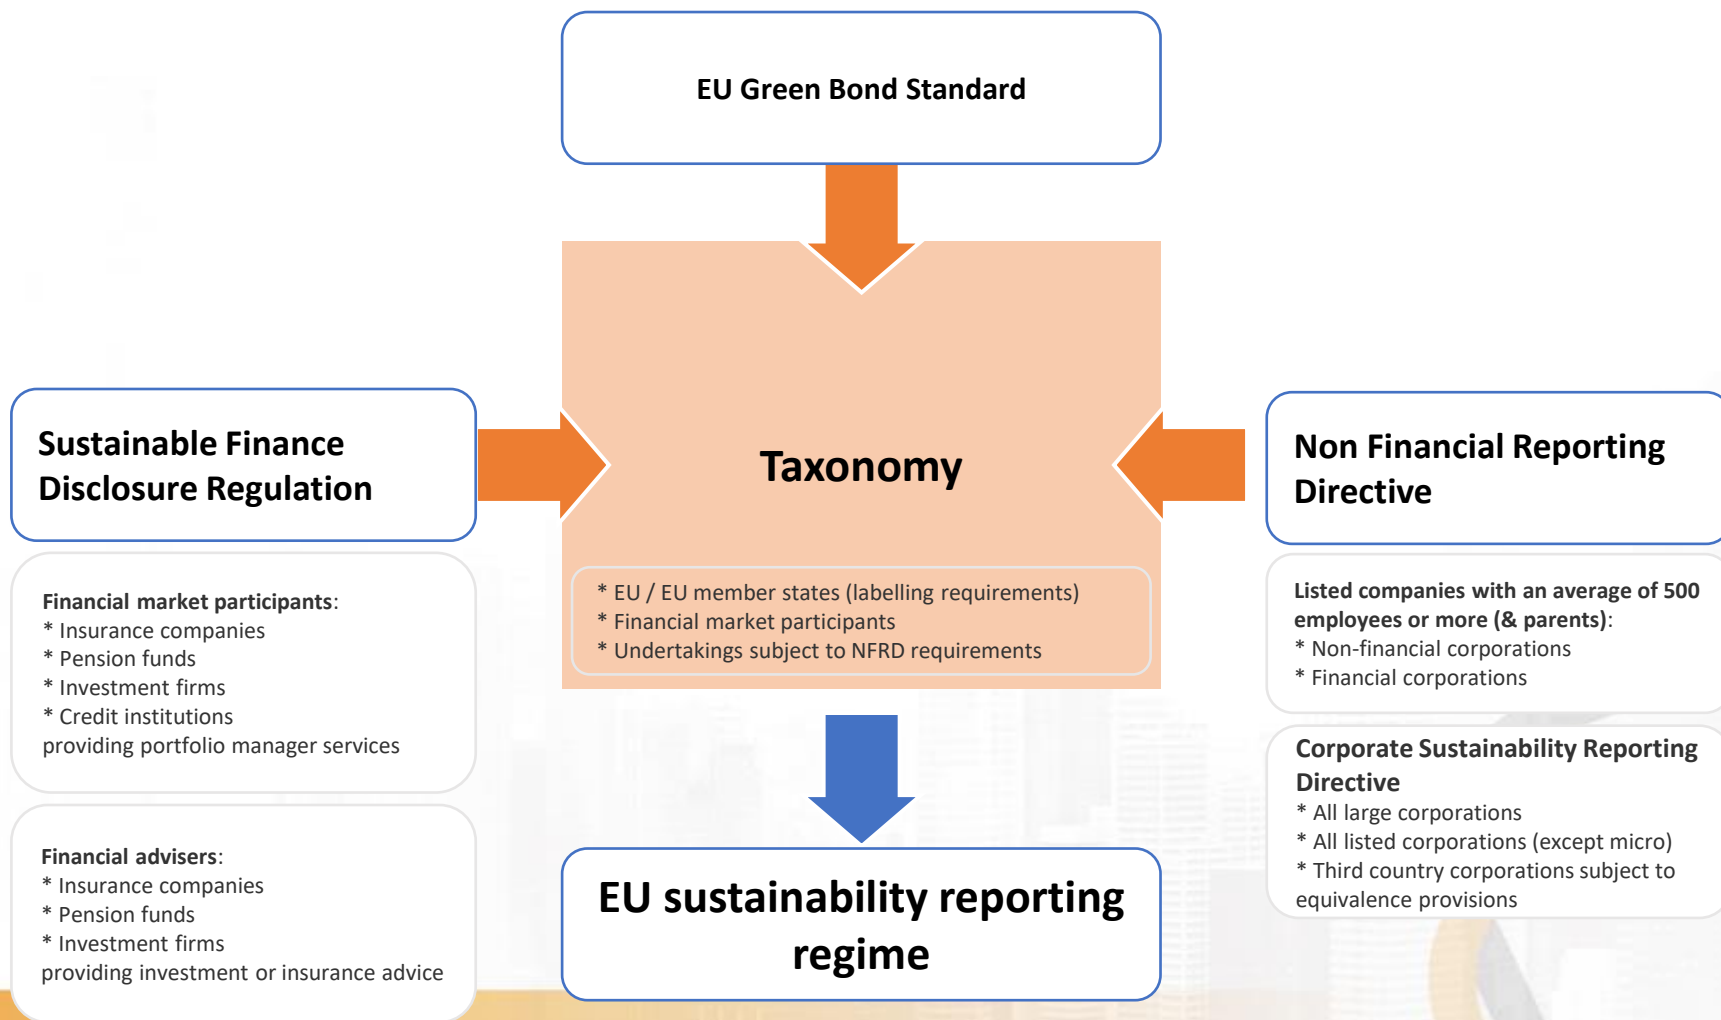 EU Green Bond Standard
Sustainable Finance
Disclosure Regulation
Financial market participants:
* Insurance companies
* Pension funds
* Investment firms
* Credit institutions
providing portfolio manager services
Financial advisers:
* Insurance companies
* Pension funds
* Investment firms
providing investment or insurance advice
Taxonomy
* EU / EU member states (labelling requirements)
* Financial market participants
* Undertakings subject to NFRD requirements
EU sustainability reporting
regime
Non Financial Reporting
Directive
Listed companies with an average of 500
employees or more (& parents):
* Non-financial corporations
* Financial corporations
Corporate Sustainability Reporting
Directive
* All large corporations
* All listed corporations (except micro)
* Third country corporations subject to
equivalence provisions